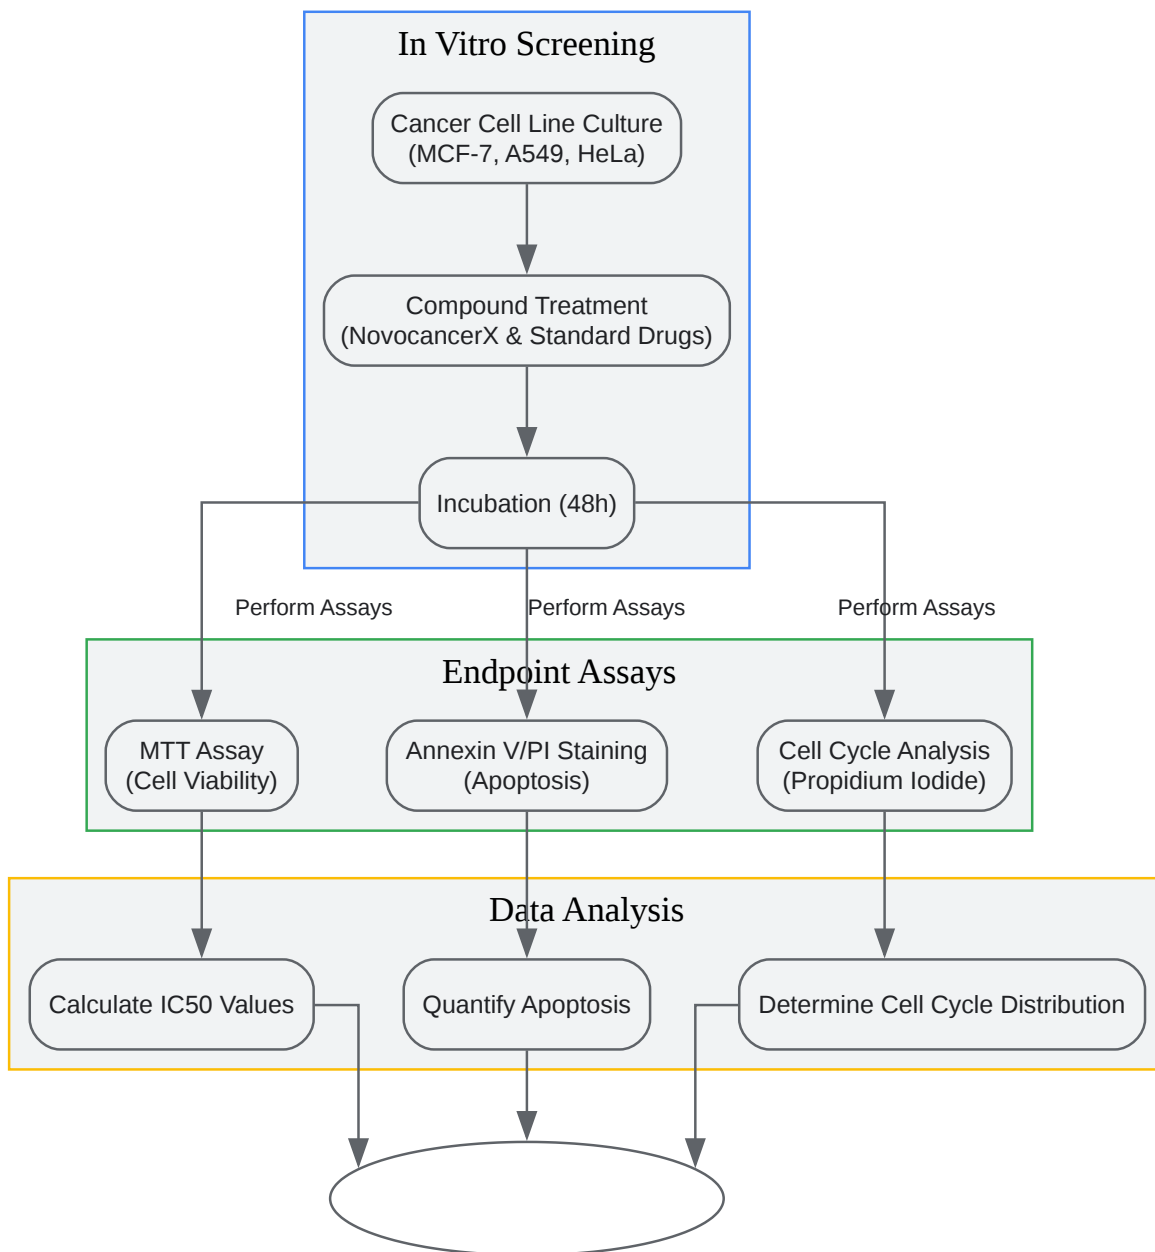 In Vitro Screening
Cancer Cell Line Culture
(MCF-7, A549, HeLa)
Compound Treatment
(NovocancerX & Standard Drugs)
Incubation (48h)
Perform Assays
Perform Assays
Perform Assays
Endpoint Assays
MTT Assay
(Cell Viability)
Annexin V/PI Staining
(Apoptosis)
Cell Cycle Analysis
(Propidium Iodide)
Data Analysis
Calculate IC50 Values
Quantify Apoptosis
Determine Cell Cycle Distribution